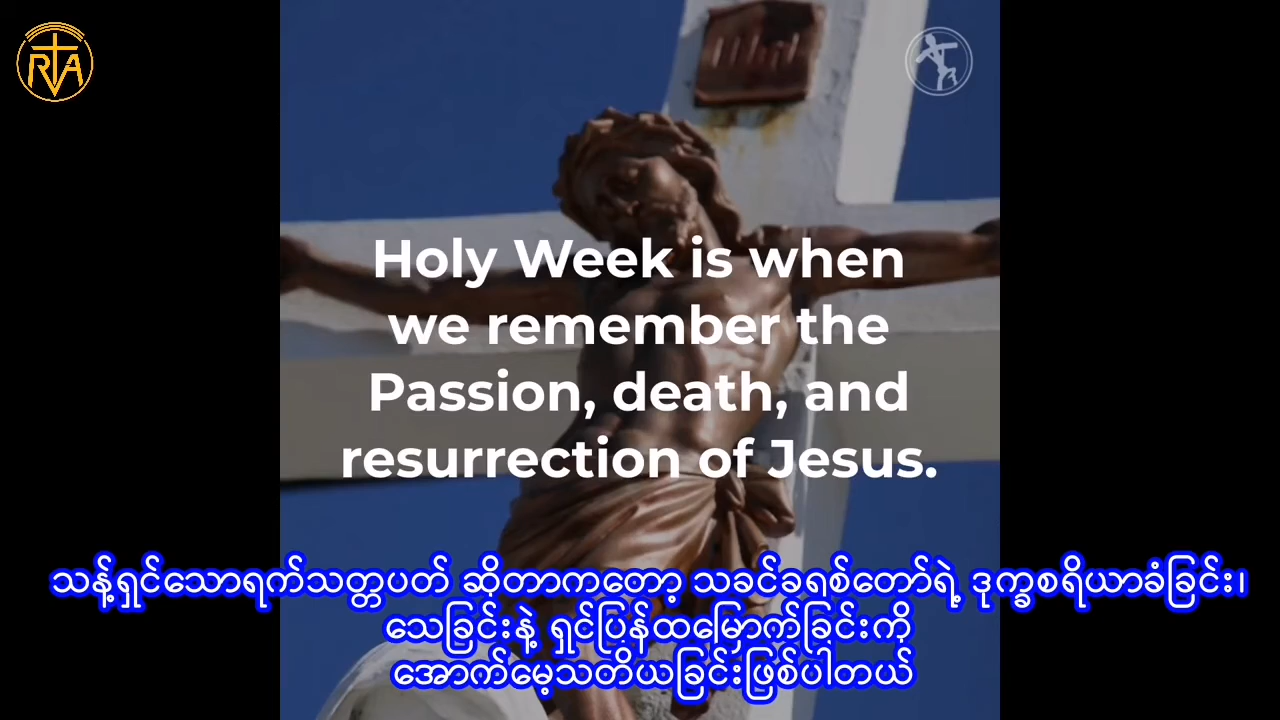 RVA
Holy Week is when
we remember the
Passion, death, and
resurrection of Jesus.
သန့်ရှင်သောရက်သတ္တပတ် ဆိုတာကတော့ သခင်ခရစ်တော်ရဲ့ ဒုက္ခစရိယာခံခြင်း၊
သေခြင်းနဲ့ ရှင်ပြန်ထမြောက်ခြင်းကို
အောက်မေ့သတိယခြင်းဖြစ်ပါတယ်